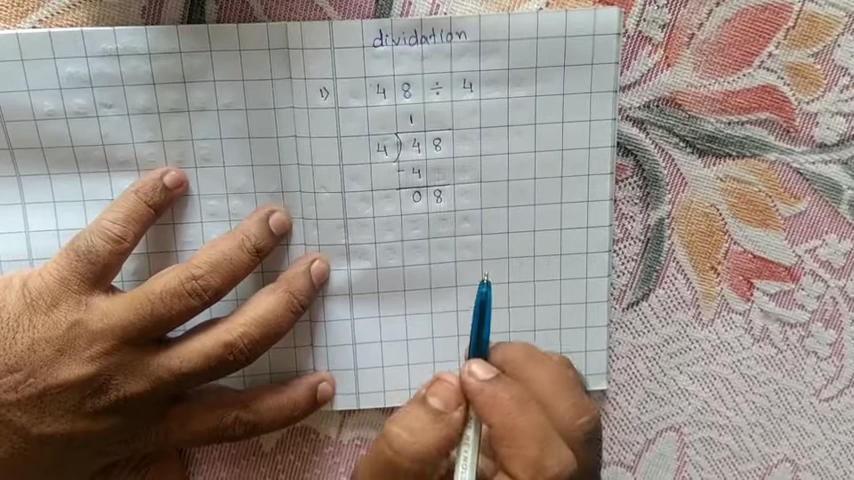 dividation
1) 48 ÷ 4
1
4) 48
- 4
08